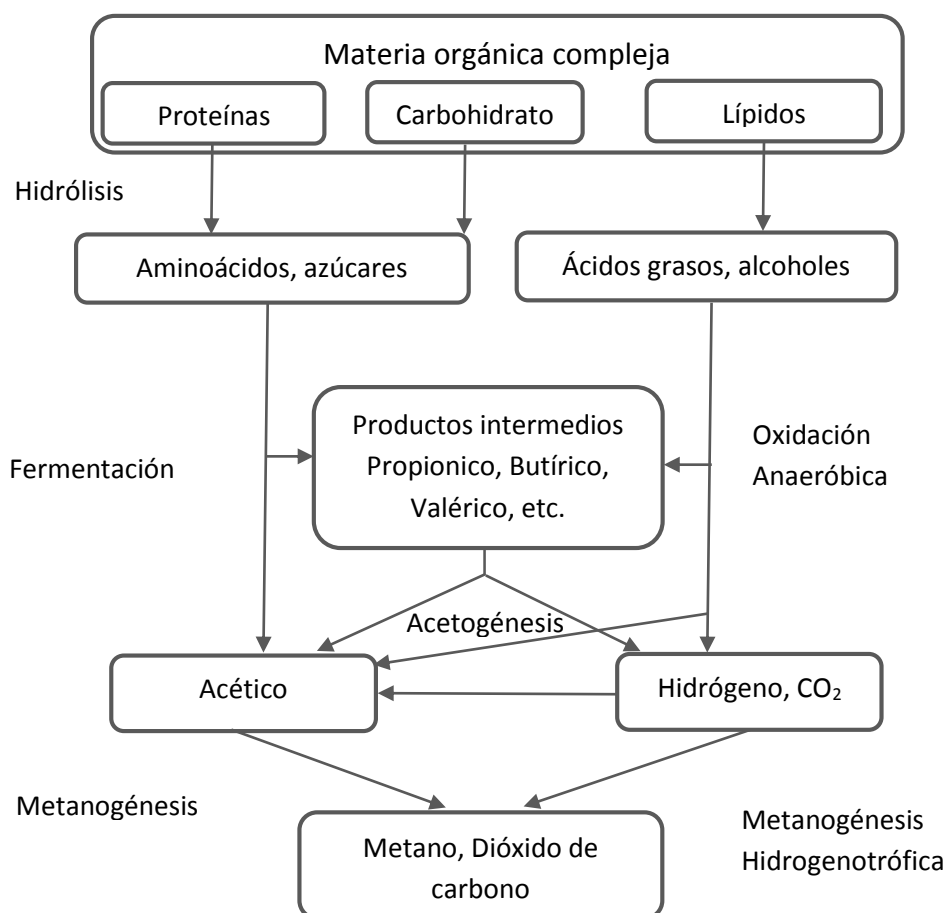 Materia orgánica compleja
Proteínas
Carbohidrato
Lípidos
Hidrólisis
Aminoácidos, azúcares
Ácidos grasos, alcoholes
Productos intermedios
Propionico, Butírico,
Valérico, etc.
Fermentación
Oxidación
Anaeróbica
Acetogénesis
Acético
Hidrógeno, CO₂
Metanogénesis
Metano, Dióxido de
carbono
Metanogénesis
Hidrogenotrófica